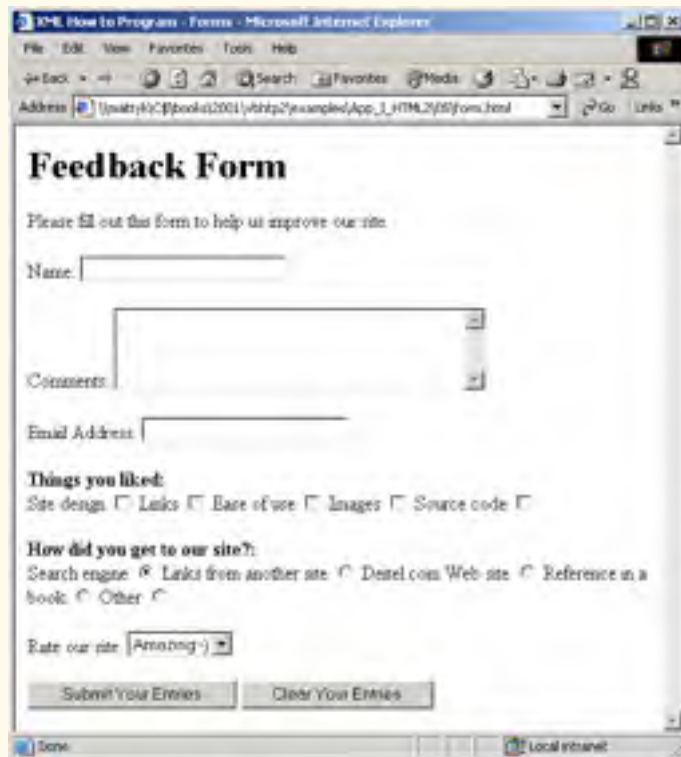 XML How to Program - Forms - Microsoft Internet Explorer
File Edit View Favorites Tools Help
Back Search Favorites Media
Address Go Links
Feedback Form
Please fill out this form to help us improve our site.
Name:
Comments:
Email Address:
Things you liked:
Site design Links Ease of use Images Source code
How did you get to our site?:
Search engine Links from another site Deitel.com Web site Reference in a
book Other
Rate our site: Amazing:-)
Submit Your Entries Clear Your Entries
Done Local intranet